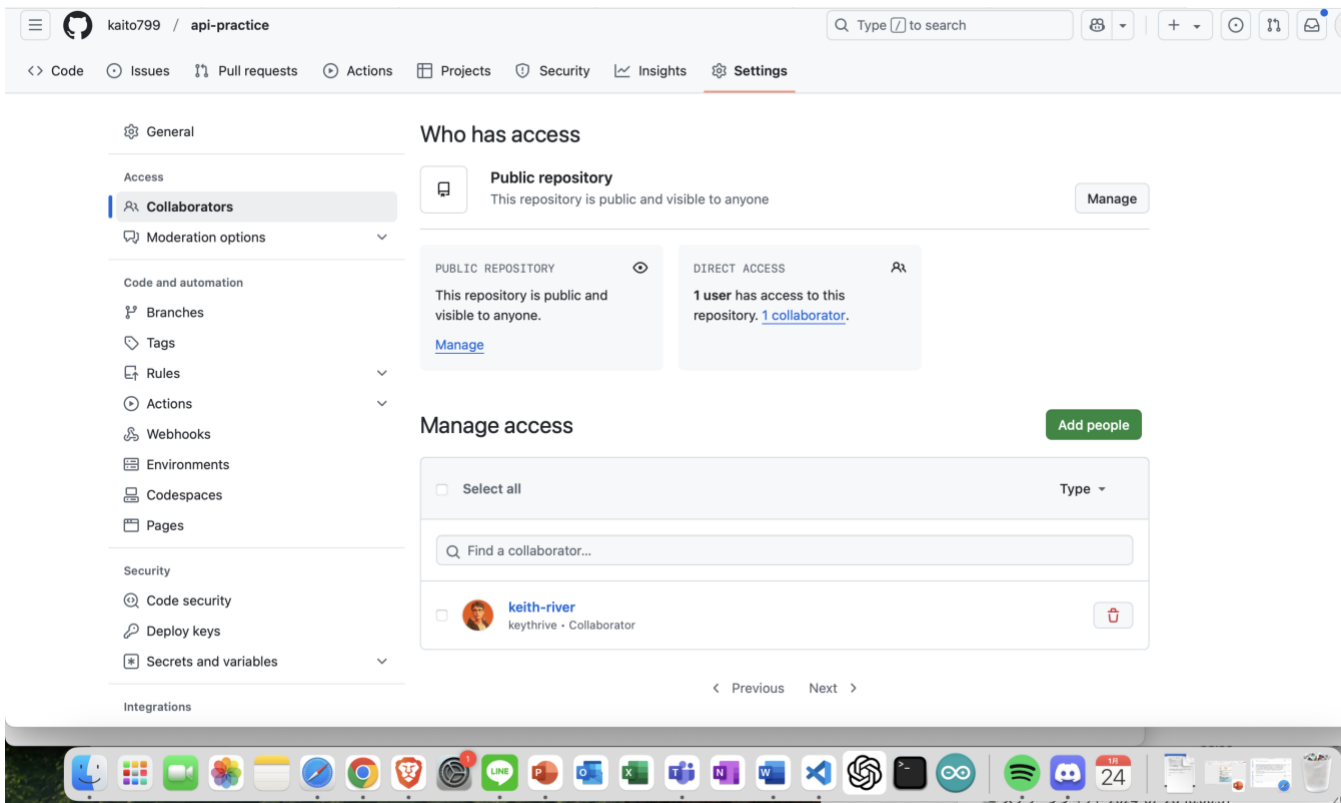 kaito799 / api-practice
Type / to search
Code Issues Pull requests Actions Projects Security Insights Settings
General
Access
Collaborators
Moderation options
Code and automation
Branches
Tags
Rules
Actions
Webhooks
Environments
Codespaces
Pages
Security
Code security
Deploy keys
Secrets and variables
Integrations
Who has access
Public repository
This repository is public and visible to anyone
Manage
PUBLIC REPOSITORY
This repository is public and
visible to anyone.
Manage
DIRECT ACCESS
1 user has access to this
repository. 1 collaborator.
Manage access
Add people
Select all
Type
Find a collaborator...
keith-river
keythrive • Collaborator
Previous Next
1
LINE
1月
24